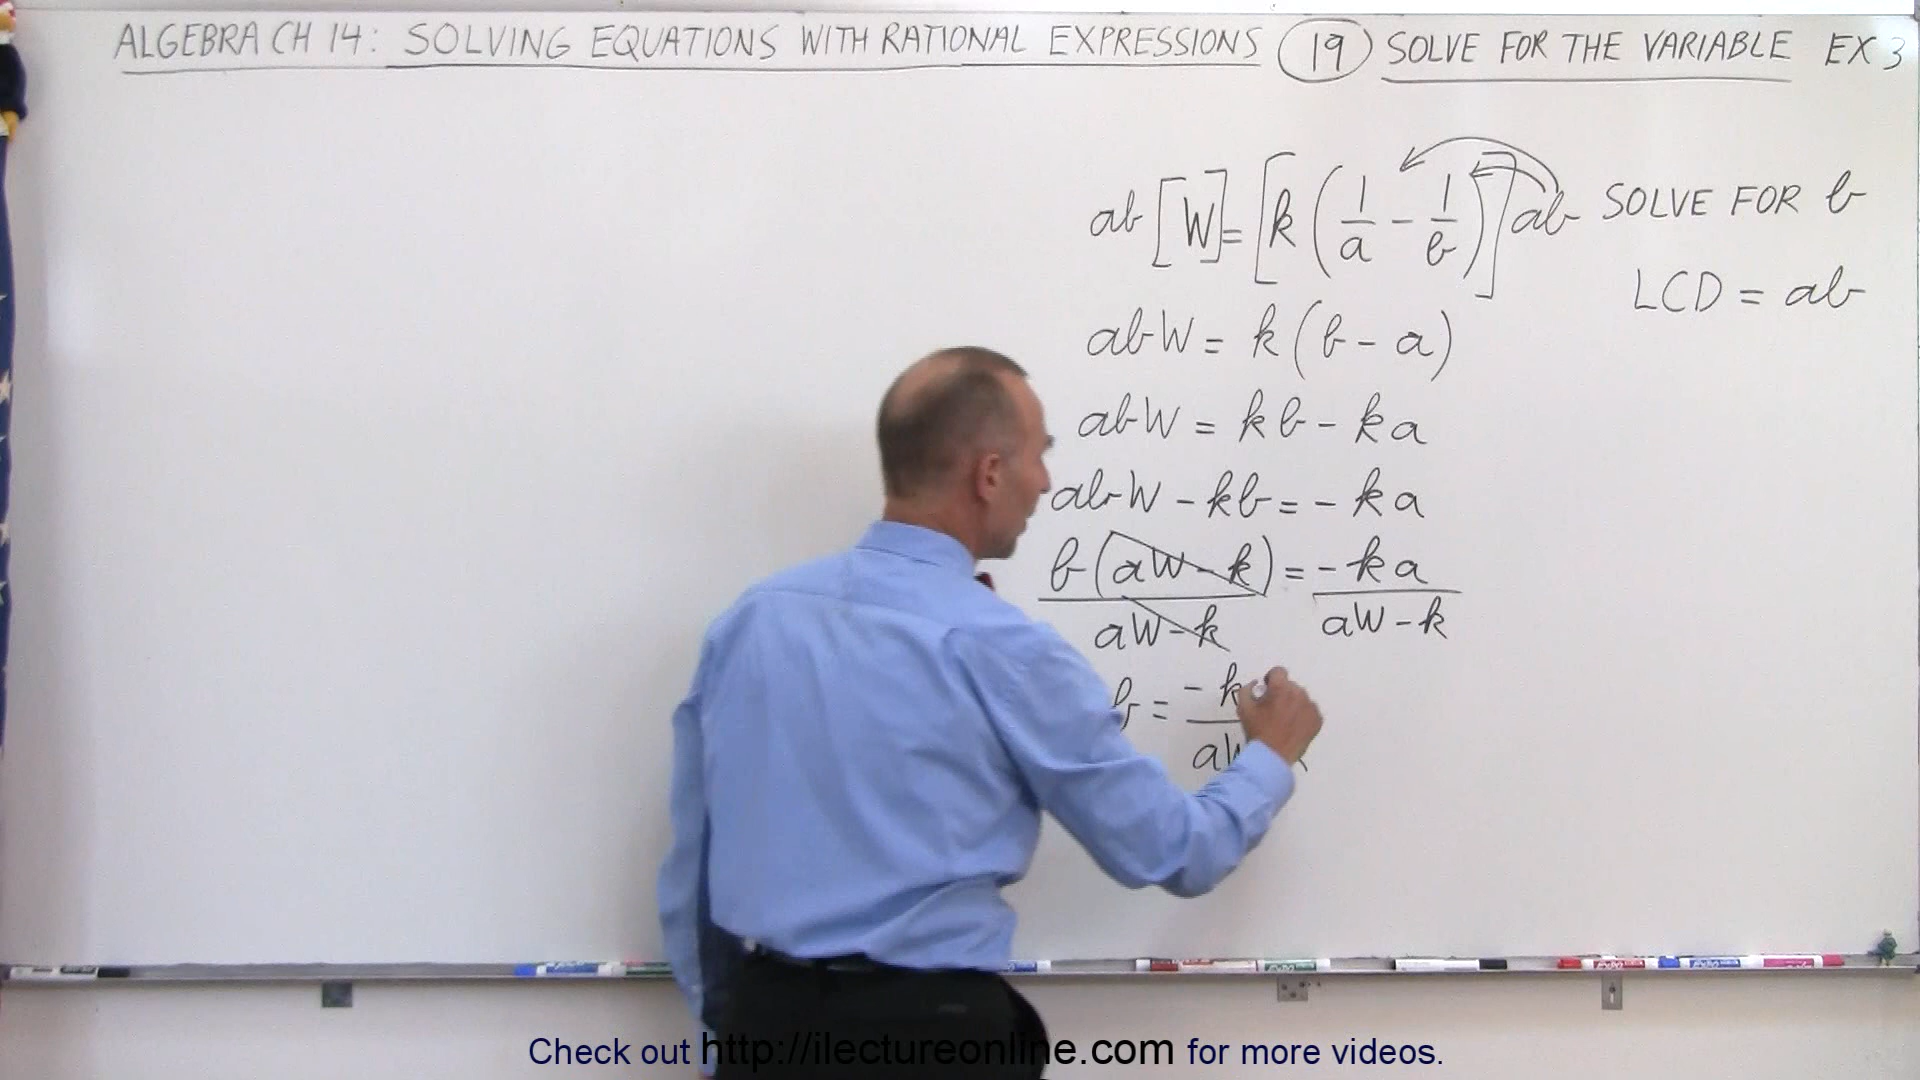 ALGEBRA CH 14: SOLVING EQUATIONS WITH RATIONAL EXPRESSIONS (19) SOLVE FOR THE VARIABLE EX 3
ab [W] = [k (1/a - 1/b)] ab SOLVE FOR b
LCD = ab
abW = k (b - a)
abW = kb - ka
abW - kb = - ka
b (aW - k) / aW - k = - ka / aW - k
b = - k / aW
Check out http://ilectureonline.com for more videos.